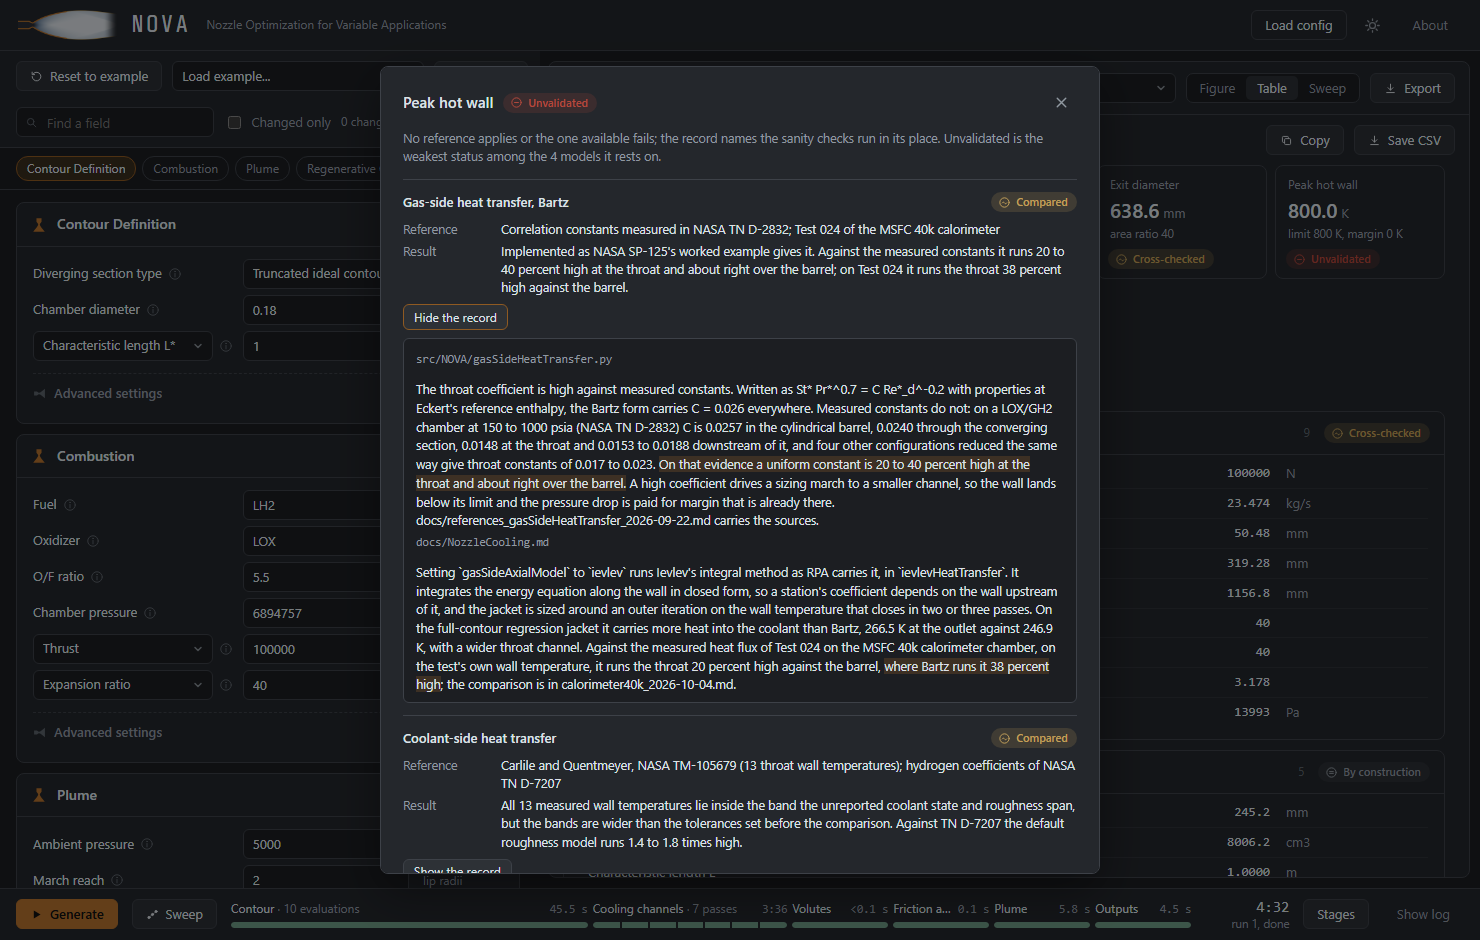 NOVA
Nozzle Optimization for Variable Applications
Load config
About
Reset to example
Load example...
Find a field
Changed only
0 chang
Figure
Table
Sweep
Export
Copy
Save CSV
Contour Definition
Combustion
Plume
Regenerative
Contour Definition
Diverging section type
Truncated ideal contou
Chamber diameter
0.18
Characteristic length L*
1
Advanced settings
Combustion
Fuel
LH2
Oxidizer
LOX
O/F ratio
5.5
Chamber pressure
6894757
Thrust
100000
Expansion ratio
40
Advanced settings
Plume
Ambient pressure
5000
March reach
2
lip radii
Peak hot wall
Unvalidated
No reference applies or the one available fails; the record names the sanity checks run in its place. Unvalidated is the
weakest status among the 4 models it rests on.
Gas-side heat transfer, Bartz
Compared
Reference
Correlation constants measured in NASA TN D-2832; Test 024 of the MSFC 40k calorimeter
Result
Implemented as NASA SP-125's worked example gives it. Against the measured constants it runs 20 to
40 percent high at the throat and about right over the barrel; on Test 024 it runs the throat 38 percent
high against the barrel.
Hide the record
src/NOVA/gasSideHeatTransfer.py
The throat coefficient is high against measured constants. Written as St* Pr*^0.7 = C Re*_d^-0.2 with properties at
Eckert's reference enthalpy, the Bartz form carries C = 0.026 everywhere. Measured constants do not: on a LOX/GH2
chamber at 150 to 1000 psia (NASA TN D-2832) C is 0.0257 in the cylindrical barrel, 0.0240 through the converging
section, 0.0148 at the throat and 0.0153 to 0.0188 downstream of it, and four other configurations reduced the same
way give throat constants of 0.017 to 0.023. On that evidence a uniform constant is 20 to 40 percent high at the
throat and about right over the barrel. A high coefficient drives a sizing march to a smaller channel, so the wall lands
below its limit and the pressure drop is paid for margin that is already there.
docs/references_gasSideHeatTransfer_2026-09-22.md carries the sources.
docs/NozzleCooling.md
Setting `gasSideAxialModel` to `ievlev` runs Ievlev's integral method as RPA carries it, in `ievlevHeatTransfer`. It
integrates the energy equation along the wall in closed form, so a station's coefficient depends on the wall upstream
of it, and the jacket is sized around an outer iteration on the wall temperature that closes in two or three passes. On
the full-contour regression jacket it carries more heat into the coolant than Bartz, 266.5 K at the outlet against 246.9
K, with a wider throat channel. Against the measured heat flux of Test 024 on the MSFC 40k calorimeter chamber, on
the test's own wall temperature, it runs the throat 20 percent high against the barrel, where Bartz runs it 38 percent
high; the comparison is in calorimeter40k_2026-10-04.md.
Coolant-side heat transfer
Compared
Reference
Carlile and Quentmeyer, NASA TM-105679 (13 throat wall temperatures); hydrogen coefficients of NASA
TN D-7207
Result
All 13 measured wall temperatures lie inside the band the unreported coolant state and roughness span,
but the bands are wider than the tolerances set before the comparison. Against TN D-7207 the default
roughness model runs 1.4 to 1.8 times high.
Show the record
Exit diameter
638.6 mm
area ratio 40
Cross-checked
Peak hot wall
800.0 K
limit 800 K, margin 0 K
Unvalidated
9
Cross-checked
100000 N
23.474 kg/s
50.48 mm
319.28 mm
1156.8 mm
40
40
3.178
13993 Pa
5
By construction
245.2 mm
8006.2 cm3
Characteristic length L
1.0000 m
Generate
Sweep
Contour · 10 evaluations
45.5 s
Cooling channels · 7 passes
3:36
Volutes
<0.1 s
Friction a...
0.1 s
Plume
5.8 s
Outputs
4.5 s
4:32
run 1, done
Stages
Show log